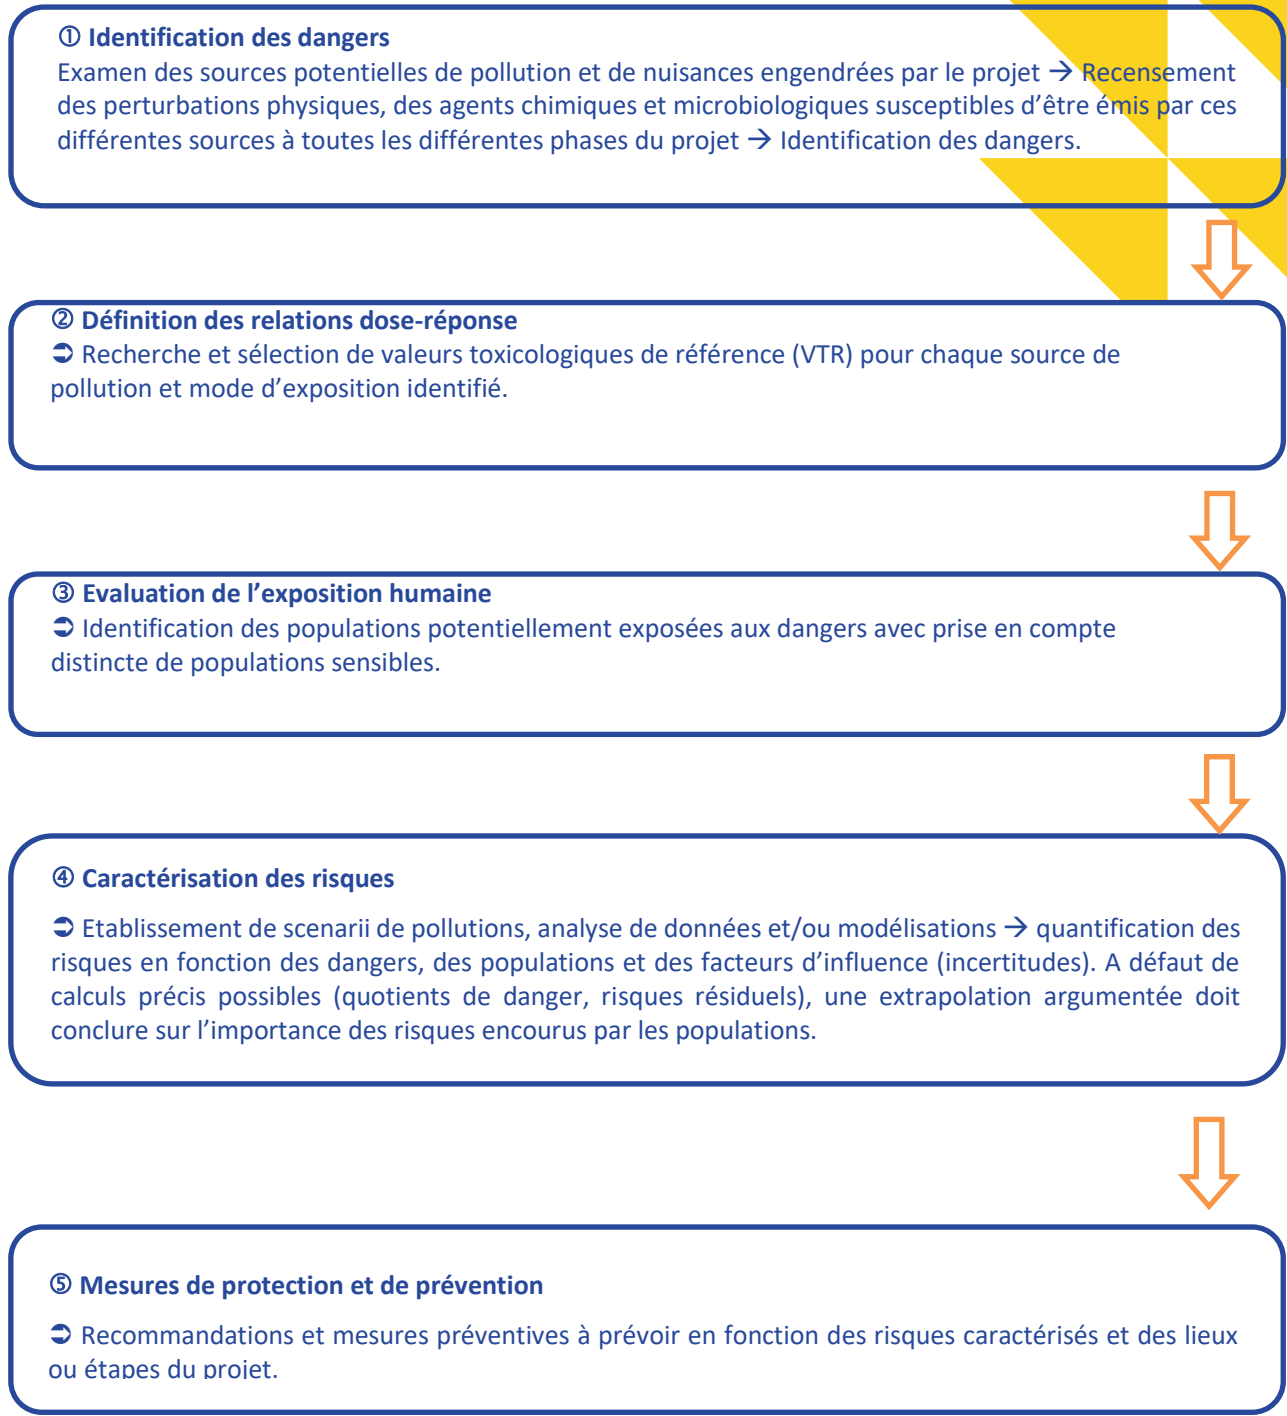 ① Identification des dangers
Examen des sources potentielles de pollution et de nuisances engendrées par le projet → Recensement
des perturbations physiques, des agents chimiques et microbiologiques susceptibles d’être émis par ces
différentes sources à toutes les différentes phases du projet → Identification des dangers.
② Définition des relations dose-réponse
➲ Recherche et sélection de valeurs toxicologiques de référence (VTR) pour chaque source de
pollution et mode d’exposition identifié.
③ Evaluation de l’exposition humaine
➲ Identification des populations potentiellement exposées aux dangers avec prise en compte
distincte de populations sensibles.
④ Caractérisation des risques
➲ Etablissement de scenarii de pollutions, analyse de données et/ou modélisations → quantification des
risques en fonction des dangers, des populations et des facteurs d’influence (incertitudes). A défaut de
calculs précis possibles (quotients de danger, risques résiduels), une extrapolation argumentée doit
conclure sur l’importance des risques encourus par les populations.
⑤ Mesures de protection et de prévention
➲ Recommandations et mesures préventives à prévoir en fonction des risques caractérisés et des lieux
ou étapes du projet.